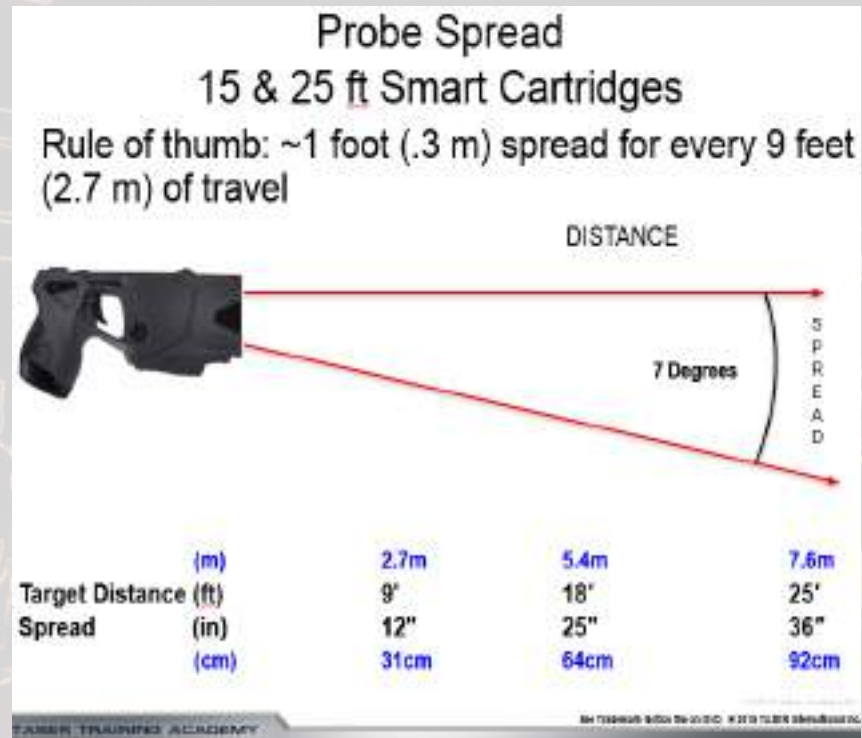 Probe Spread
15 & 25 ft Smart Cartridges
Rule of thumb: ~1 foot (.3 m) spread for every 9 feet
(2.7 m) of travel
DISTANCE
7 Degrees
SPREAD
(m) 2.7m 5.4m 7.6m
Target Distance (ft) 9' 18' 25'
Spread (in) 12" 25" 36"
(cm) 31cm 64cm 92cm
TASER TRAINING ACADEMY